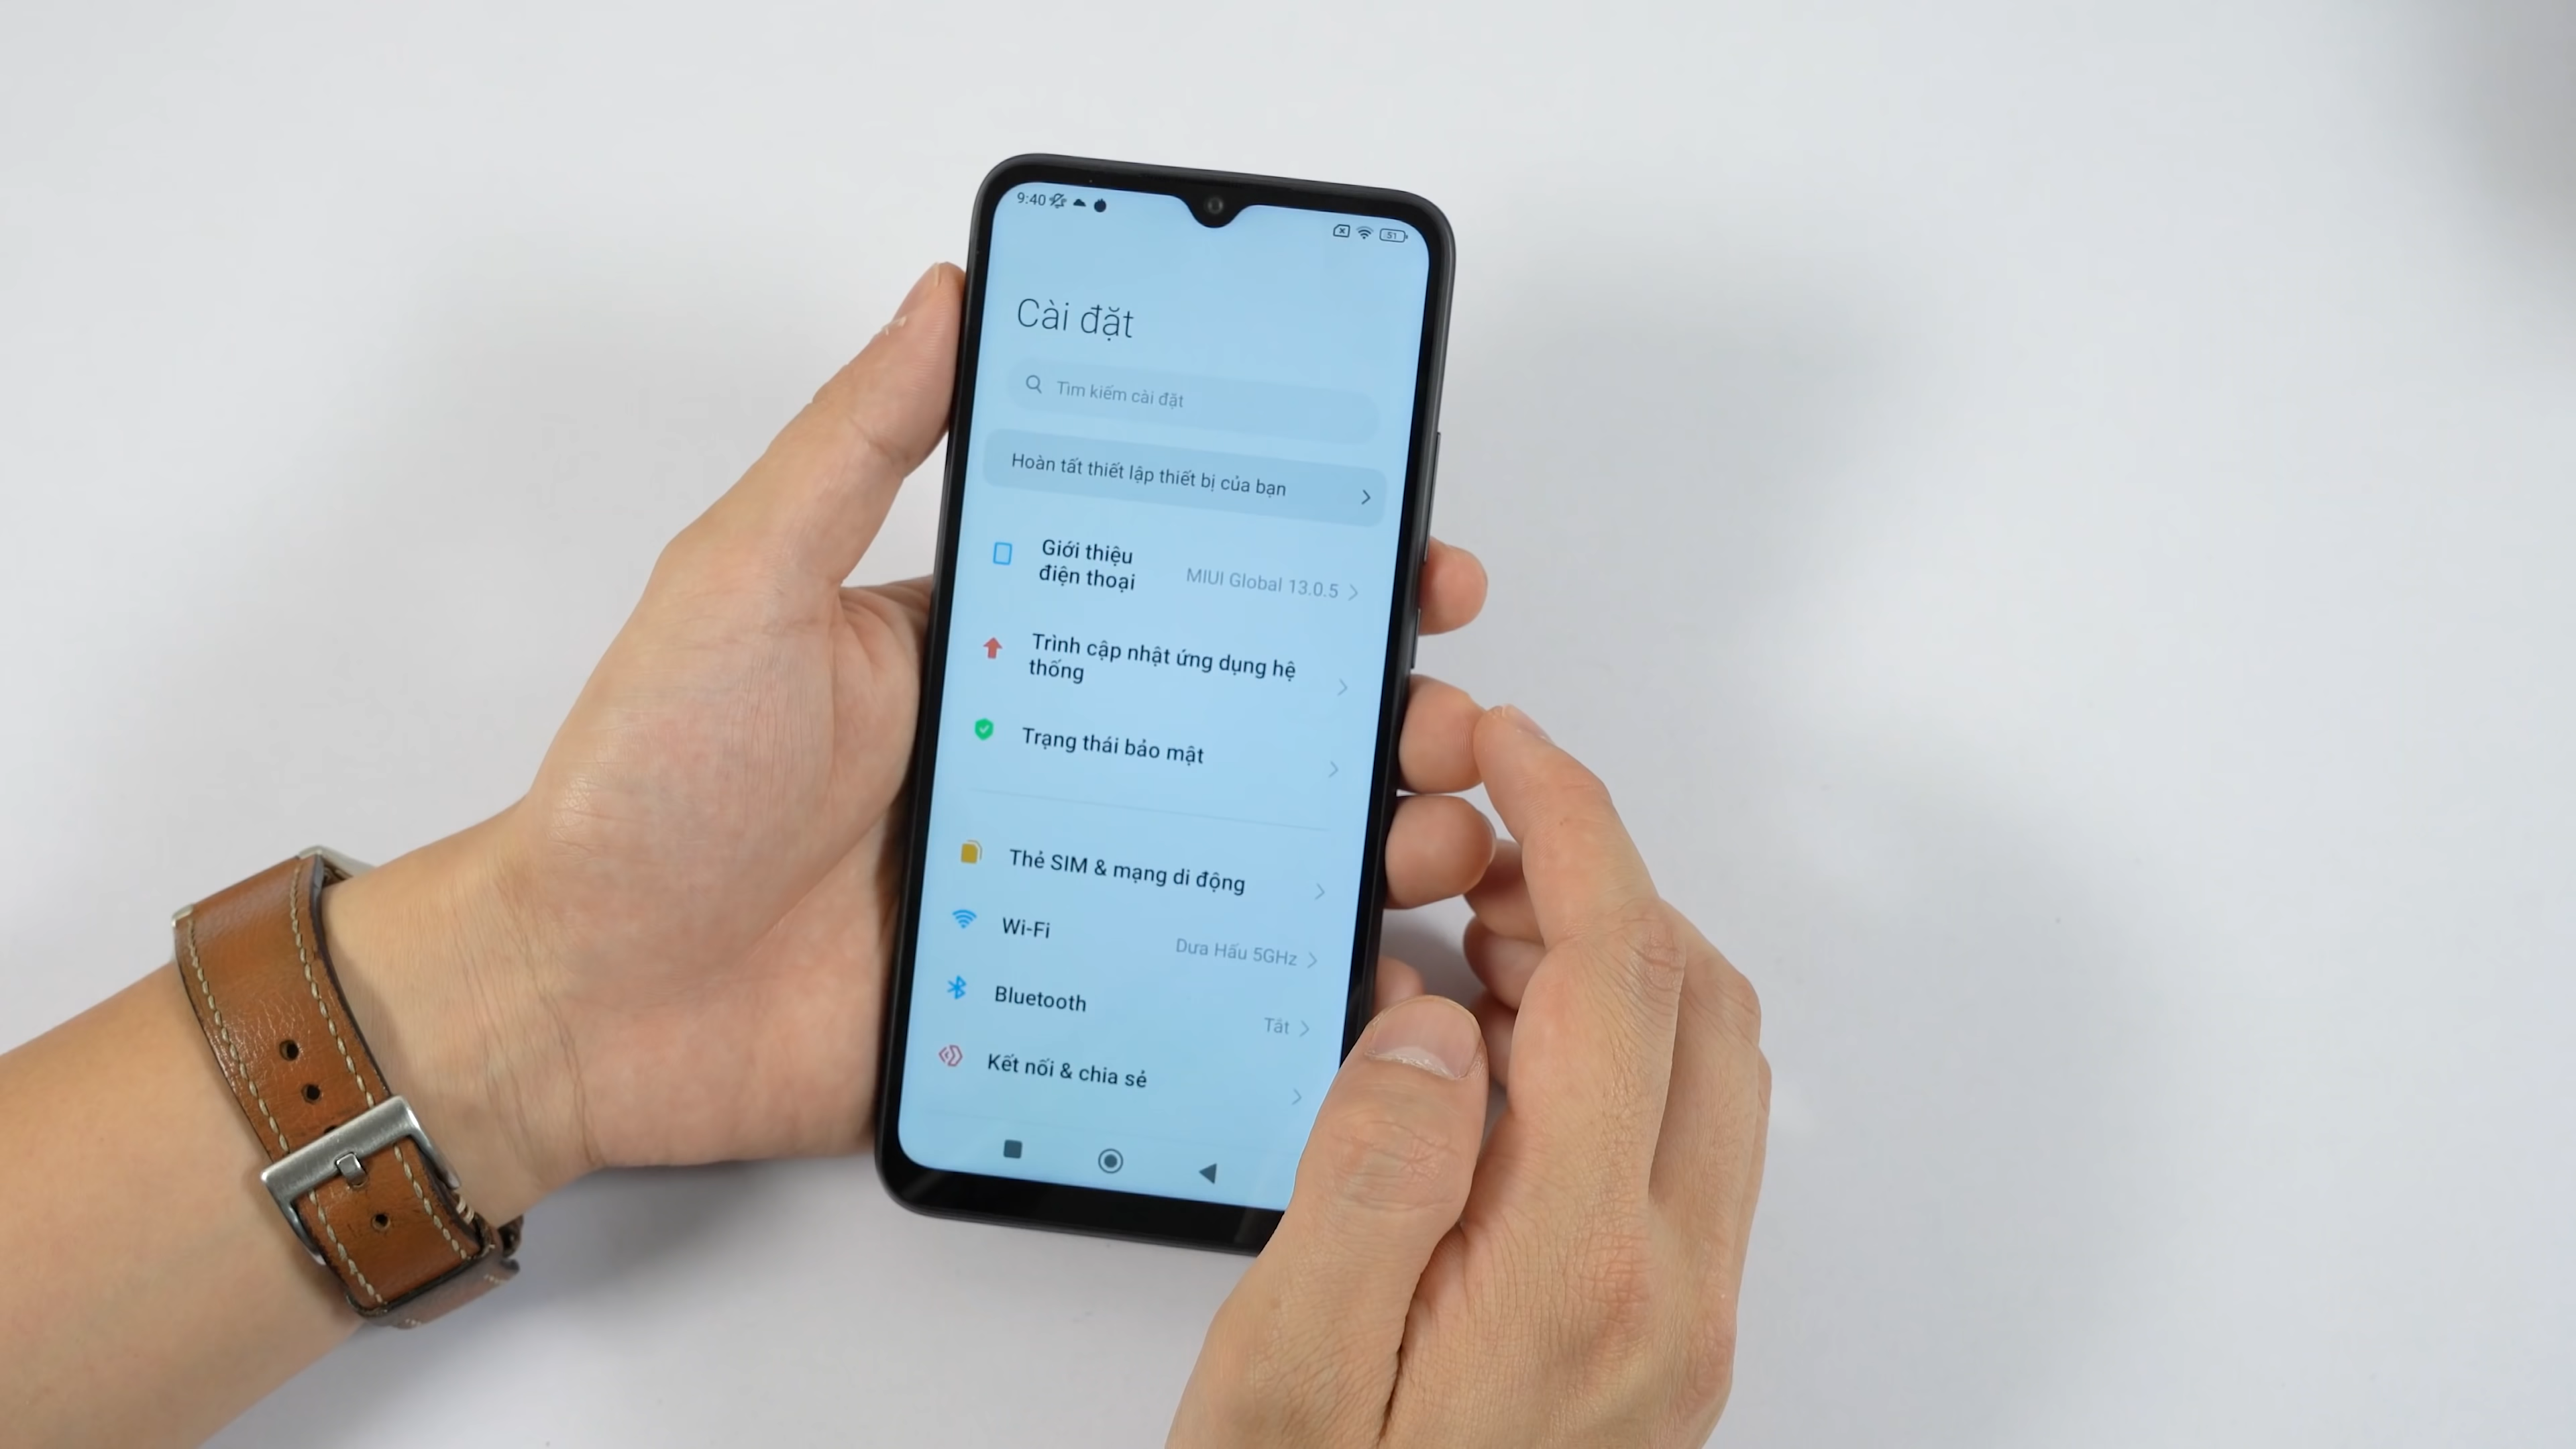 9:40
51
Cài đặt
Tìm kiếm cài đặt
Hoàn tất thiết lập thiết bị của bạn
Giới thiệu
điện thoại
MIUI Global 13.0.5
Trình cập nhật ứng dụng hệ
thống
Trạng thái bảo mật
Thẻ SIM & mạng di động
Wi-Fi
Dưa Hấu 5GHz
Bluetooth
Tắt
Kết nối & chia sẻ